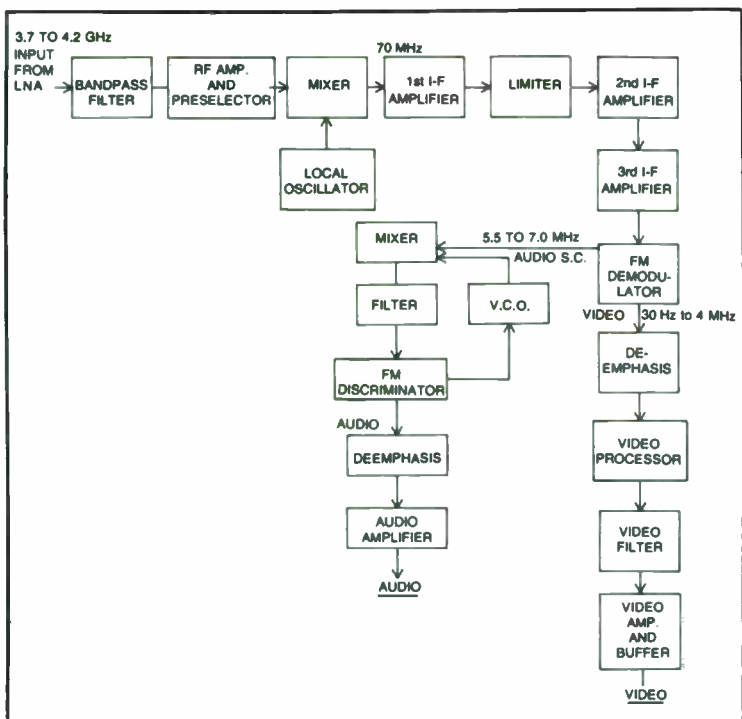 3.7 TO 4.2 GHz
INPUT
FROM
LNA
BANDPASS
FILTER
RF AMP.
AND
PRESELECTOR
MIXER
70 MHz
1st I-F
AMPLIFIER
LIMITER
2nd I-F
AMPLIFIER
LOCAL
OSCILLATOR
3rd I-F
AMPLIFIER
MIXER
5.5 TO 7.0 MHz
AUDIO S.C.
FM
DEMODU-
LATOR
FILTER
V.C.O.
VIDEO
30 Hz to 4 MHz
DE-
EMPHASIS
FM
DISCRIMINATOR
AUDIO
DEEMPHASIS
VIDEO
PROCESSOR
AUDIO
AMPLIFIER
AUDIO
VIDEO
FILTER
VIDEO
AMP.
AND
BUFFER
VIDEO